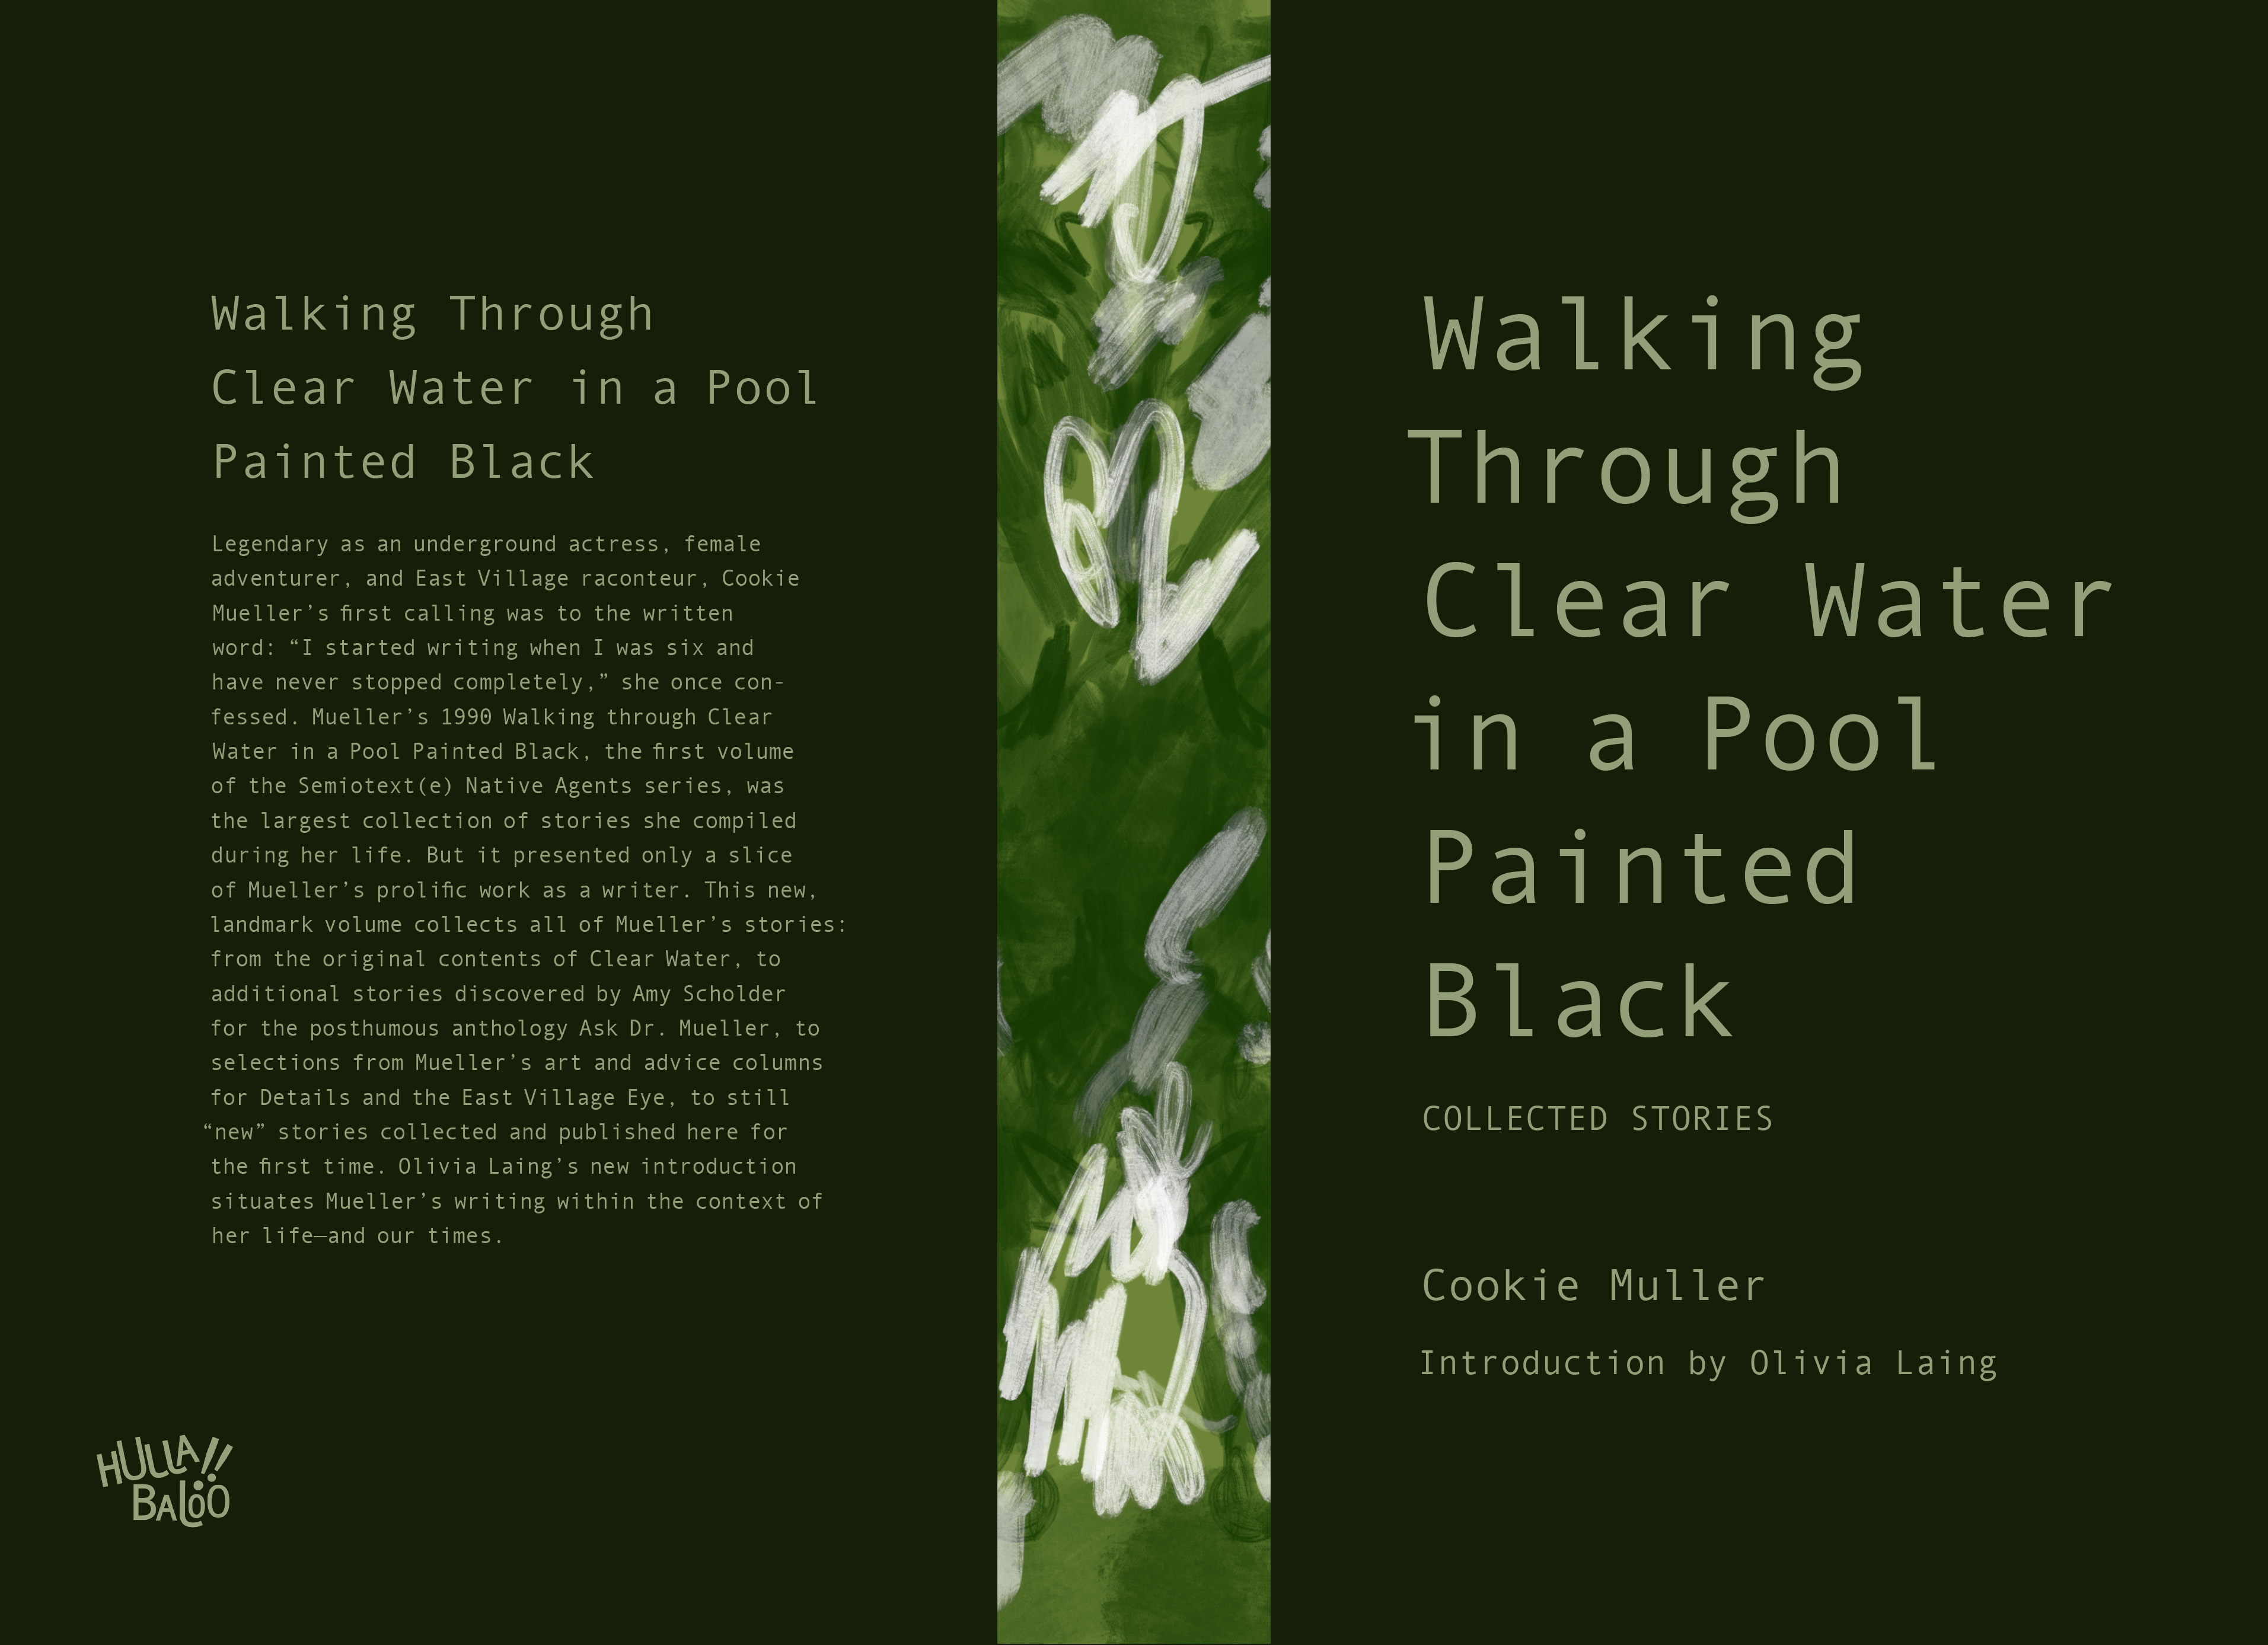 Walking Through
Clear Water in a Pool
Painted Black
Legendary as an underground actress, female
adventurer, and East Village raconteur, Cookie
Mueller’s first calling was to the written
word: “I started writing when I was six and
have never stopped completely,” she once con-
fessed. Mueller’s 1990 Walking through Clear
Water in a Pool Painted Black, the first volume
of the Semiotext(e) Native Agents series, was
the largest collection of stories she compiled
during her life. But it presented only a slice
of Mueller’s prolific work as a writer. This new,
landmark volume collects all of Mueller’s stories:
from the original contents of Clear Water, to
additional stories discovered by Amy Scholder
for the posthumous anthology Ask Dr. Mueller, to
selections from Mueller’s art and advice columns
for Details and the East Village Eye, to still
“new” stories collected and published here for
the first time. Olivia Laing’s new introduction
situates Mueller’s writing within the context of
her life—and our times.
HULLA!!
BALÖO
Walking
Through
Clear Water
in a Pool
Painted
Black
COLLECTED STORIES
Cookie Muller
Introduction by Olivia Laing